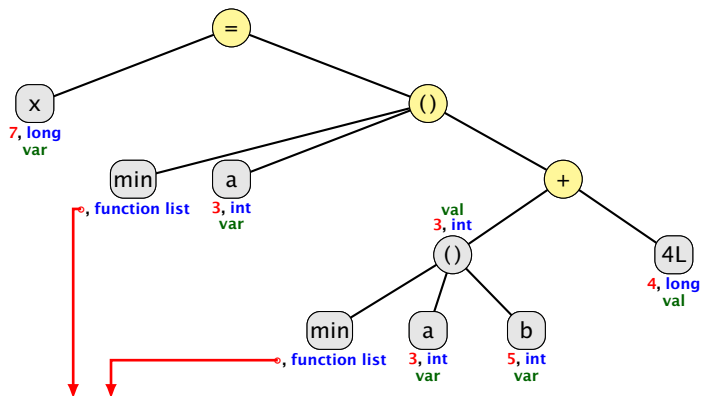 =
x
7, long
var
()
min
, function list
a
3, int
var
+
val
3, int
()
4L
4, long
val
min
, function list
a
3, int
var
b
5, int
var